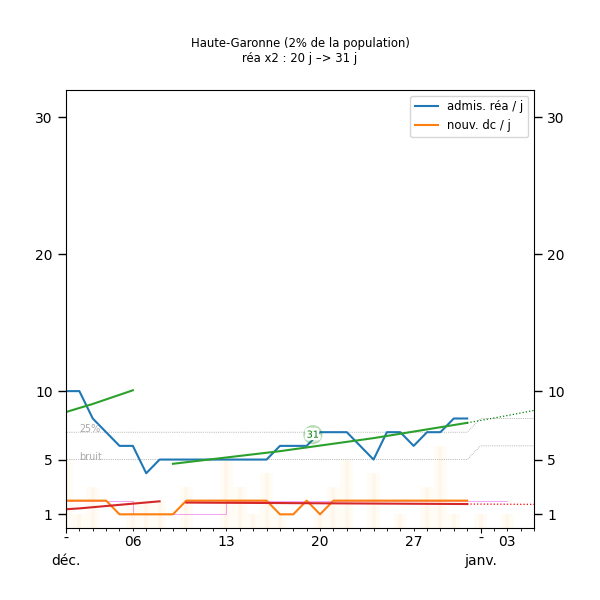 Haute-Garonne (2% de la population)
réa x2 : 20 j –> 31 j
admis. réa / j
nouv. dc / j
30 30
20 20
10 10
25%
31
bruit
5 5
1 1
- 06 13 20 27 - 03
déc. janv.